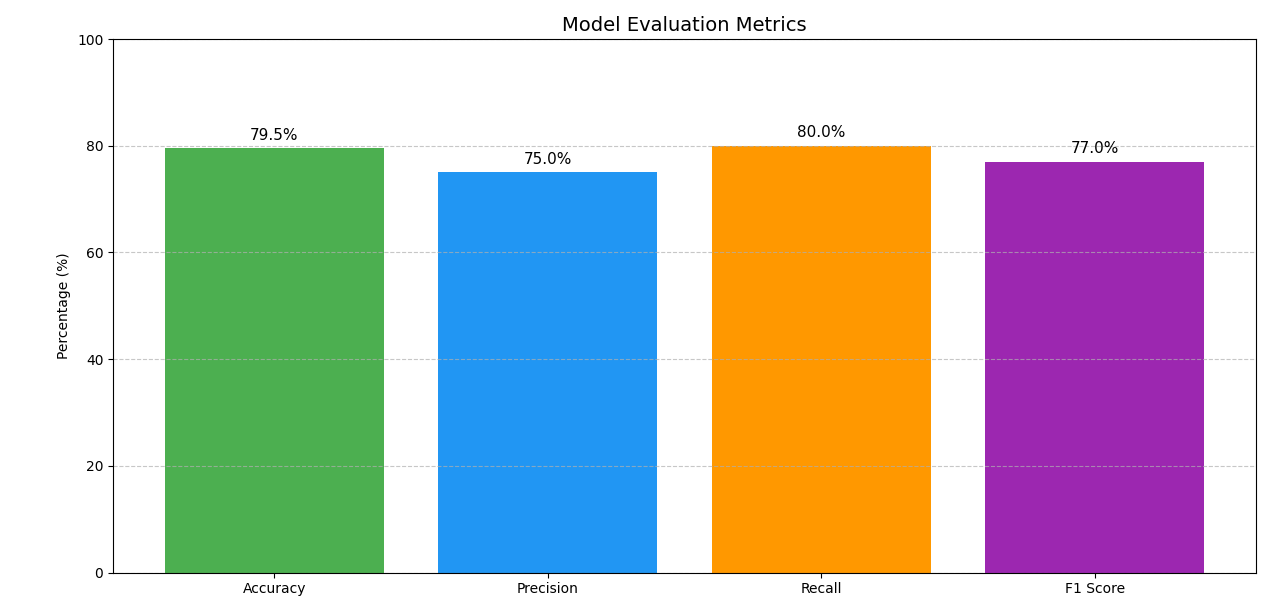 Model Evaluation Metrics
100
80
60
40
20
0
Percentage (%)
79.5%
75.0%
80.0%
77.0%
Accuracy
Precision
Recall
F1 Score